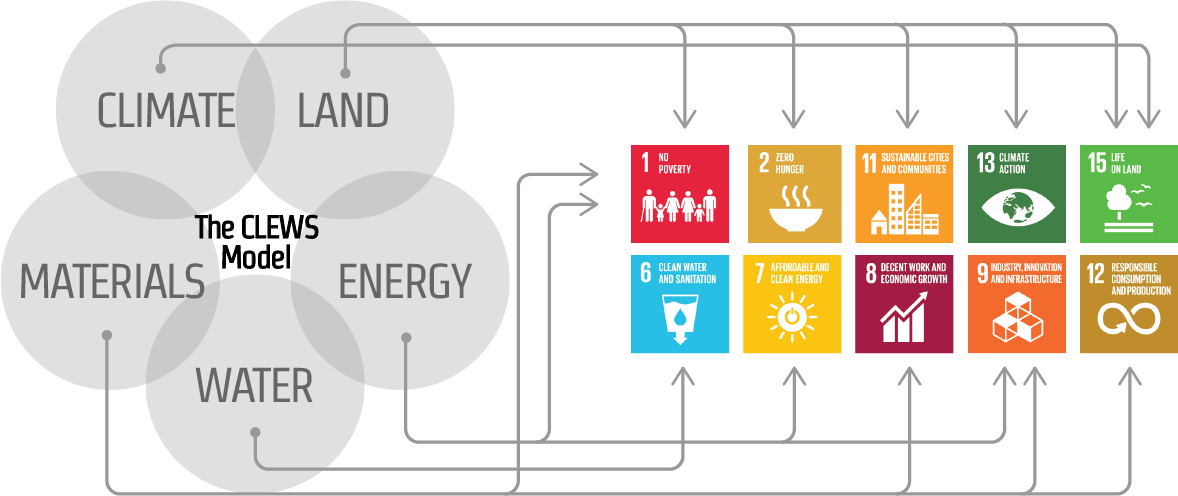 CLIMATE
LAND
The CLEWS
Model
MATERIALS
ENERGY
WATER
1 NO
POVERTY
2 ZERO
HUNGER
11 SUSTAINABLE CITIES
AND COMMUNITIES
13 CLIMATE
ACTION
15 LIFE
ON LAND
6 CLEAN WATER
AND SANITATION
7 AFFORDABLE AND
CLEAN ENERGY
8 DECENT WORK AND
ECONOMIC GROWTH
9 INDUSTRY, INNOVATION
AND INFRASTRUCTURE
12 RESPONSIBLE
CONSUMPTION
AND PRODUCTION